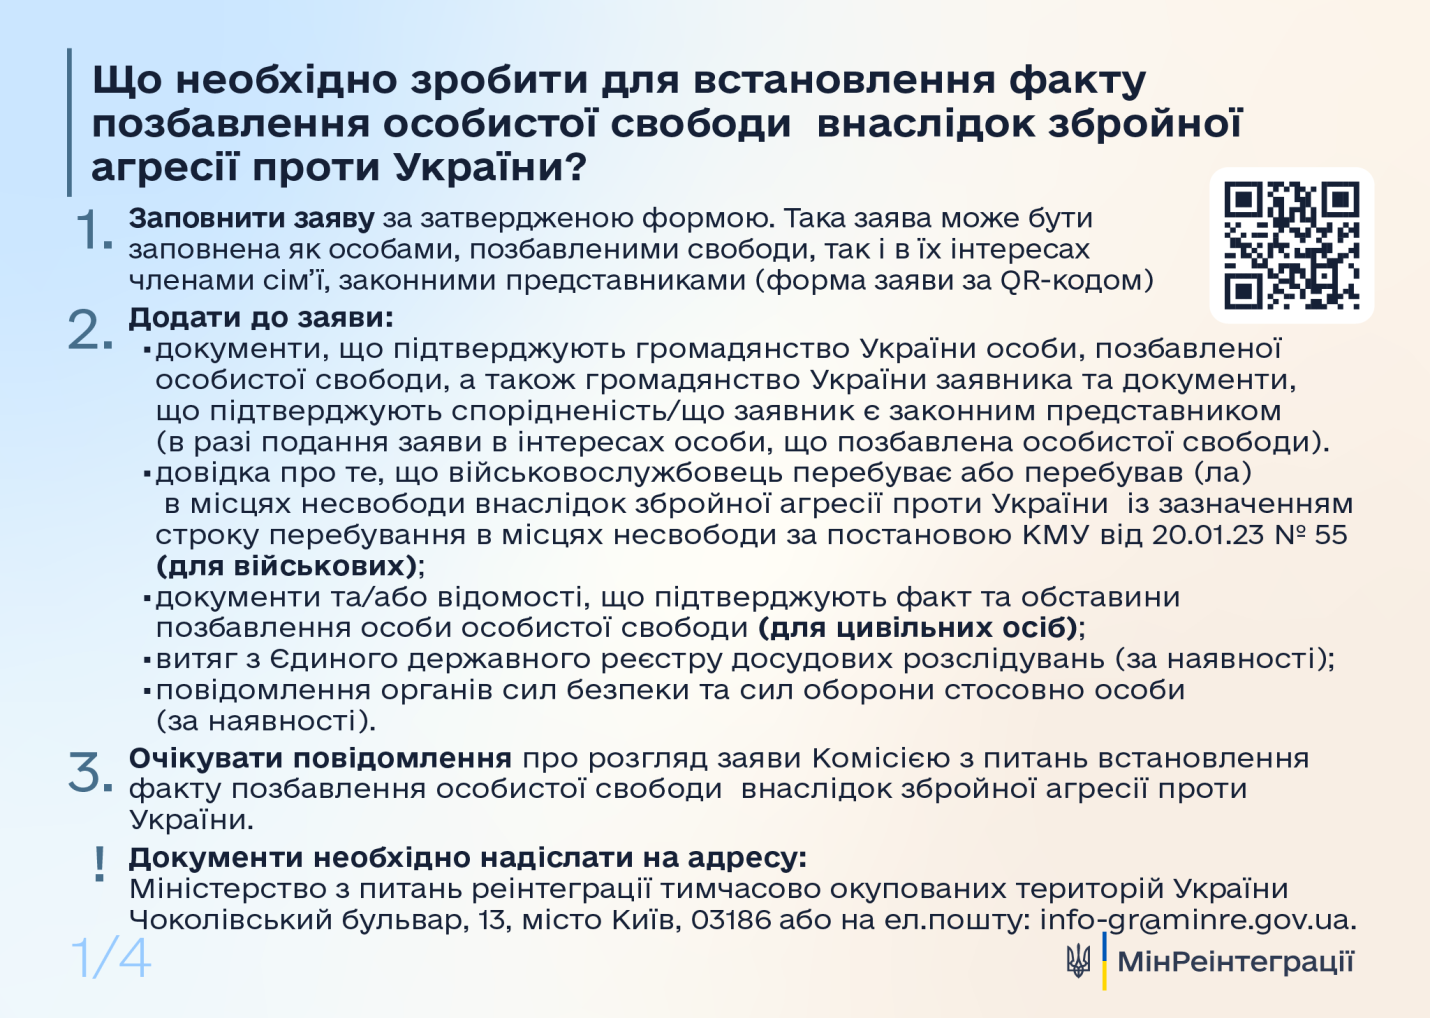 Що необхідно зробити для встановлення факту
позбавлення особистої свободи  внаслідок збройної
агресії проти України?
1. Заповнити заяву за затвердженою формою. Така заява може бути
заповнена як особами, позбавленими свободи, так і в їх інтересах
членами сім’ї, законними представниками (форма заяви за QR-кодом)
2. Додати до заяви:
▪документи, що підтверджують громадянство України особи, позбавленої
особистої свободи, а також громадянство України заявника та документи,
що підтверджують спорідненість/що заявник є законним представником
(в разі подання заяви в інтересах особи, що позбавлена особистої свободи).
▪довідка про те, що військовослужбовець перебуває або перебував (ла)
в місцях несвободи внаслідок збройної агресії проти України  із зазначенням
строку перебування в місцях несвободи за постановою КМУ від 20.01.23 № 55
(для військових);
▪документи та/або відомості, що підтверджують факт та обставини
позбавлення особи особистої свободи (для цивільних осіб);
▪витяг з Єдиного державного реєстру досудових розслідувань (за наявності);
▪повідомлення органів сил безпеки та сил оборони стосовно особи
(за наявності).
3. Очікувати повідомлення про розгляд заяви Комісією з питань встановлення
факту позбавлення особистої свободи  внаслідок збройної агресії проти
України.
! Документи необхідно надіслати на адресу:
Міністерство з питань реінтеграції тимчасово окупованих територій України
Чоколівський бульвар, 13, місто Київ, 03186 або на ел.пошту: info-gr@minre.gov.ua.
1/4
МінРеінтеграції